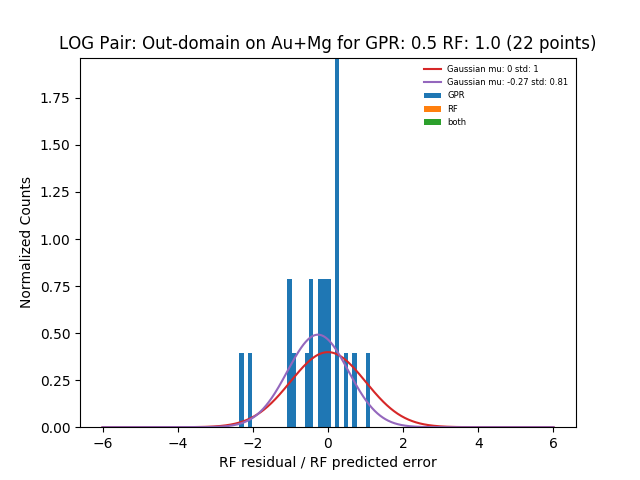 LOG Pair: Out-domain on Au+Mg for GPR: 0.5 RF: 1.0 (22 points)
Gaussian mu: 0 std: 1
Gaussian mu: -0.27 std: 0.81
GPR
RF
both
Normalized Counts
1.75
1.50
1.25
1.00
0.75
0.50
0.25
0.00
−6
−4
−2
0
2
4
6
RF residual / RF predicted error